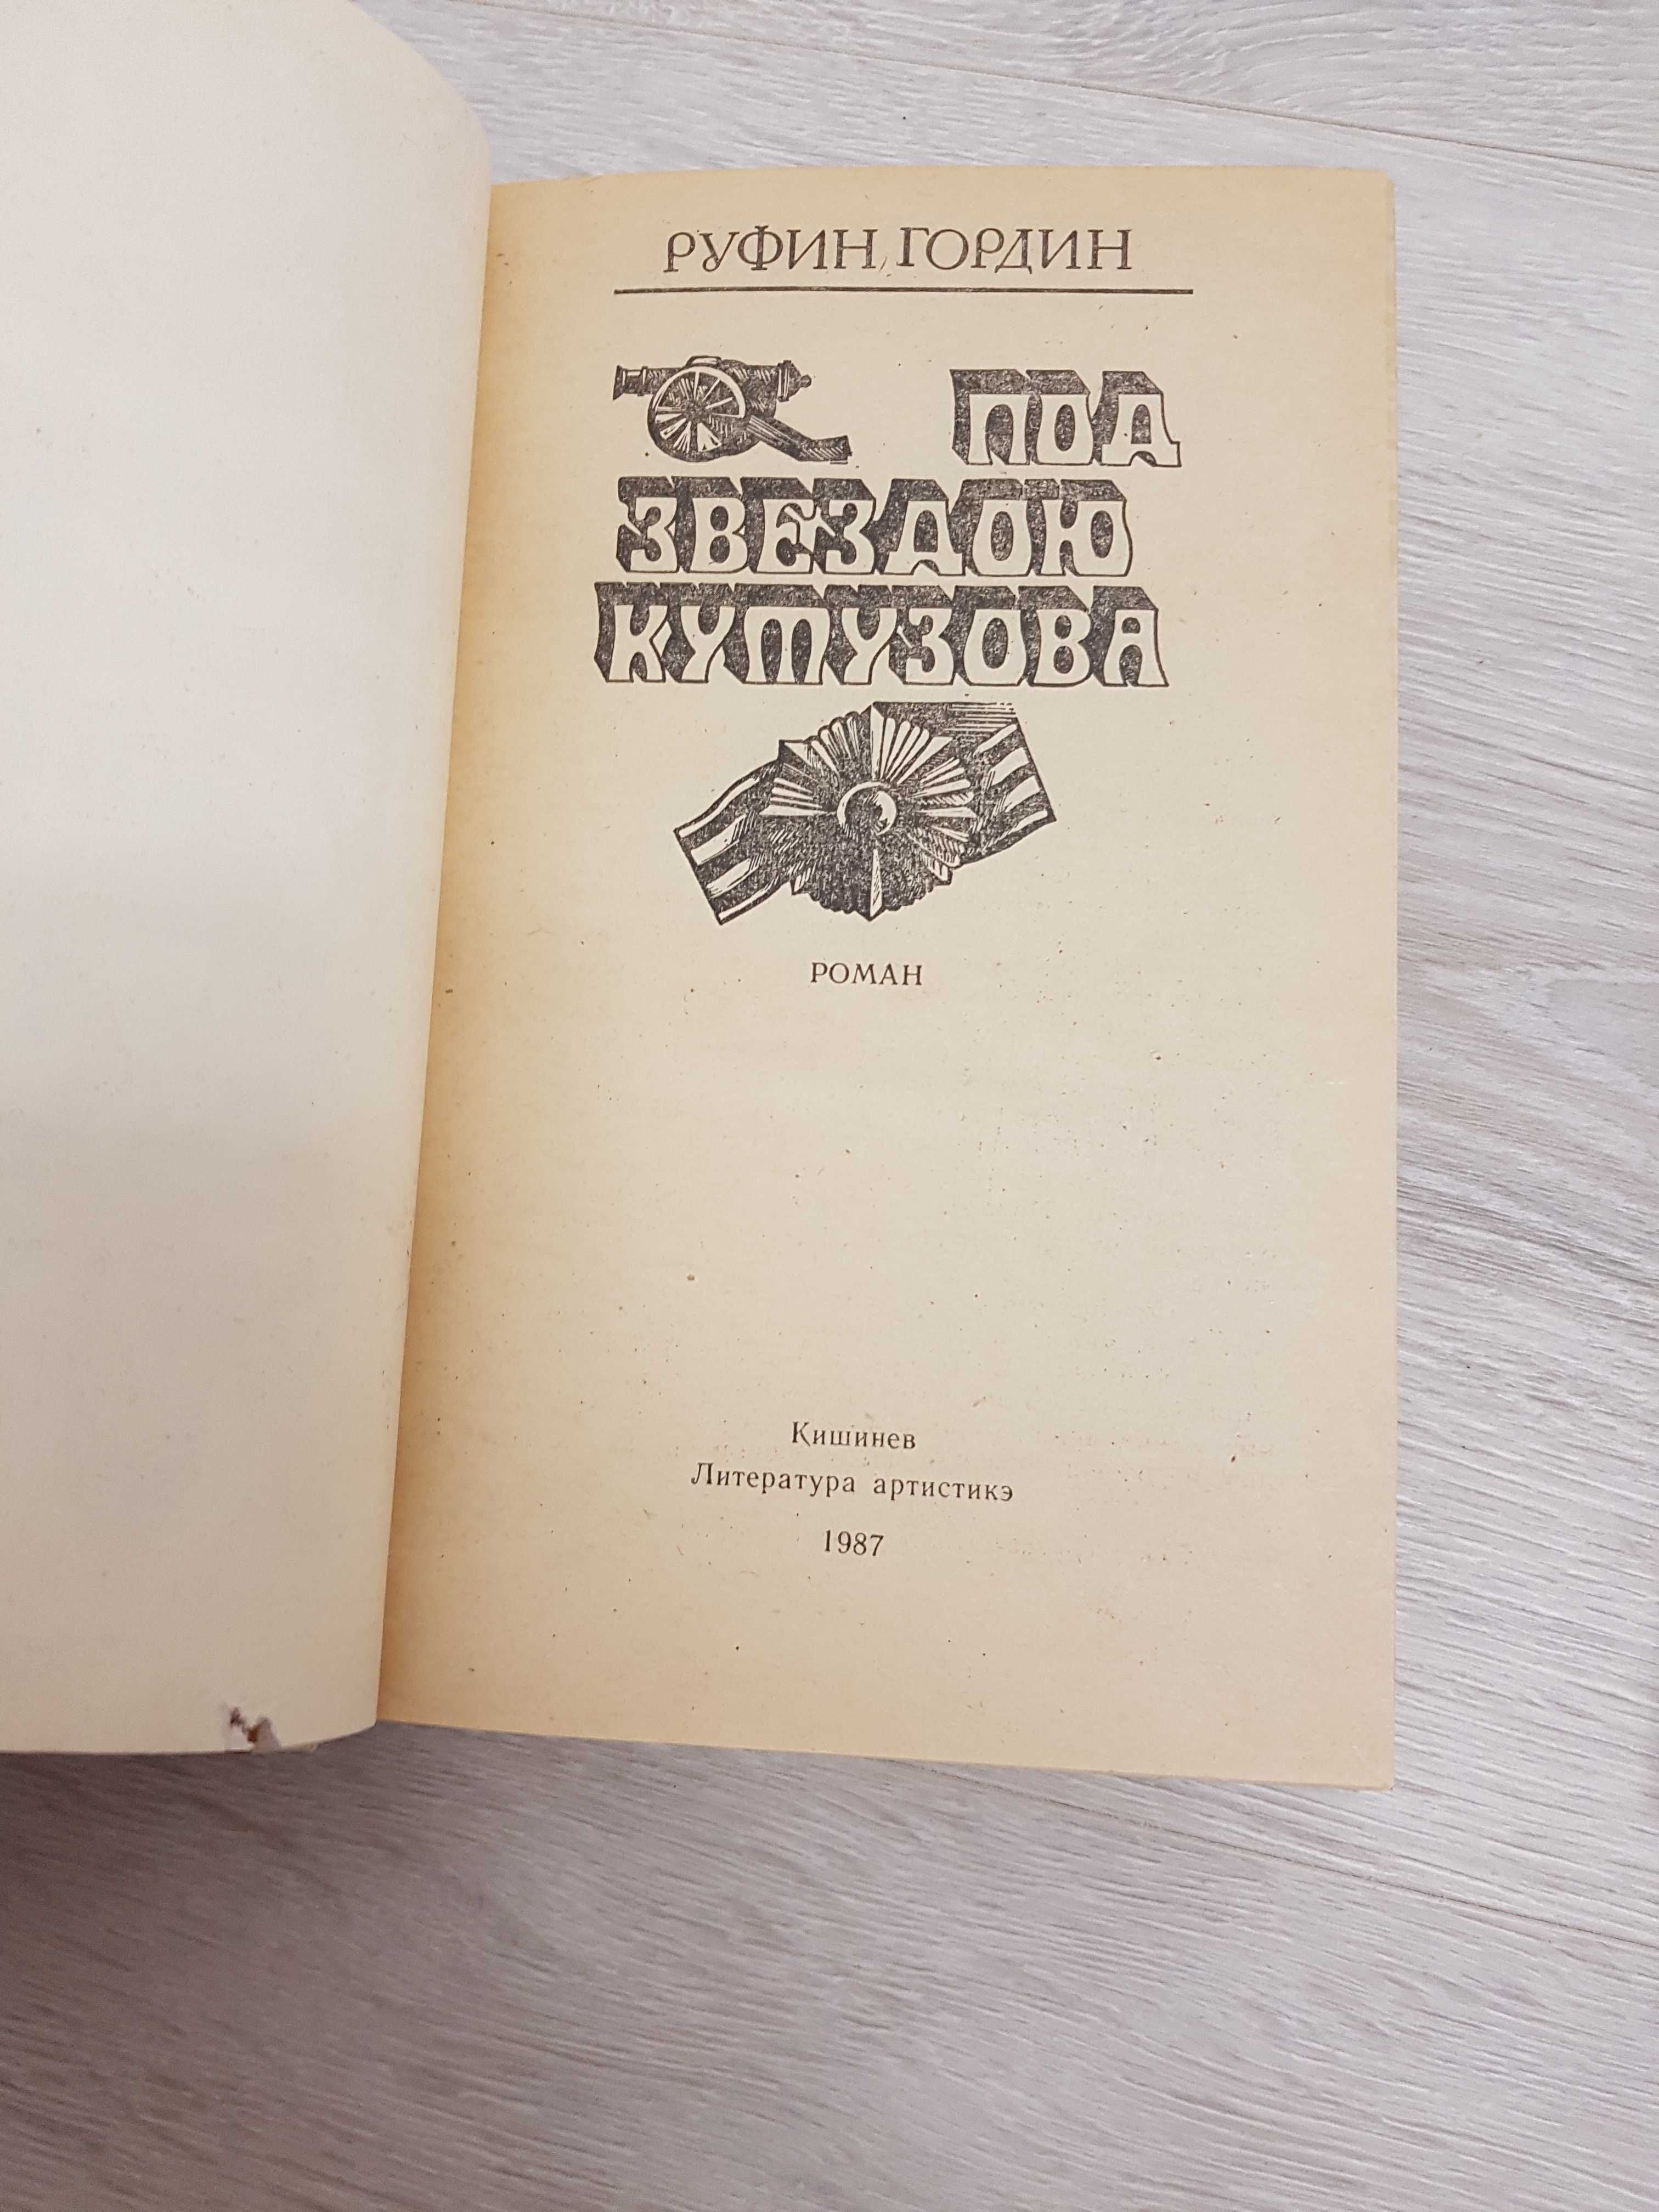 РУФИН ГОРДИН
ПОД
ЗВЕЗДОЮ
КУТУЗОВА
РОМАН
Кишинев
Литература артистикэ
1987